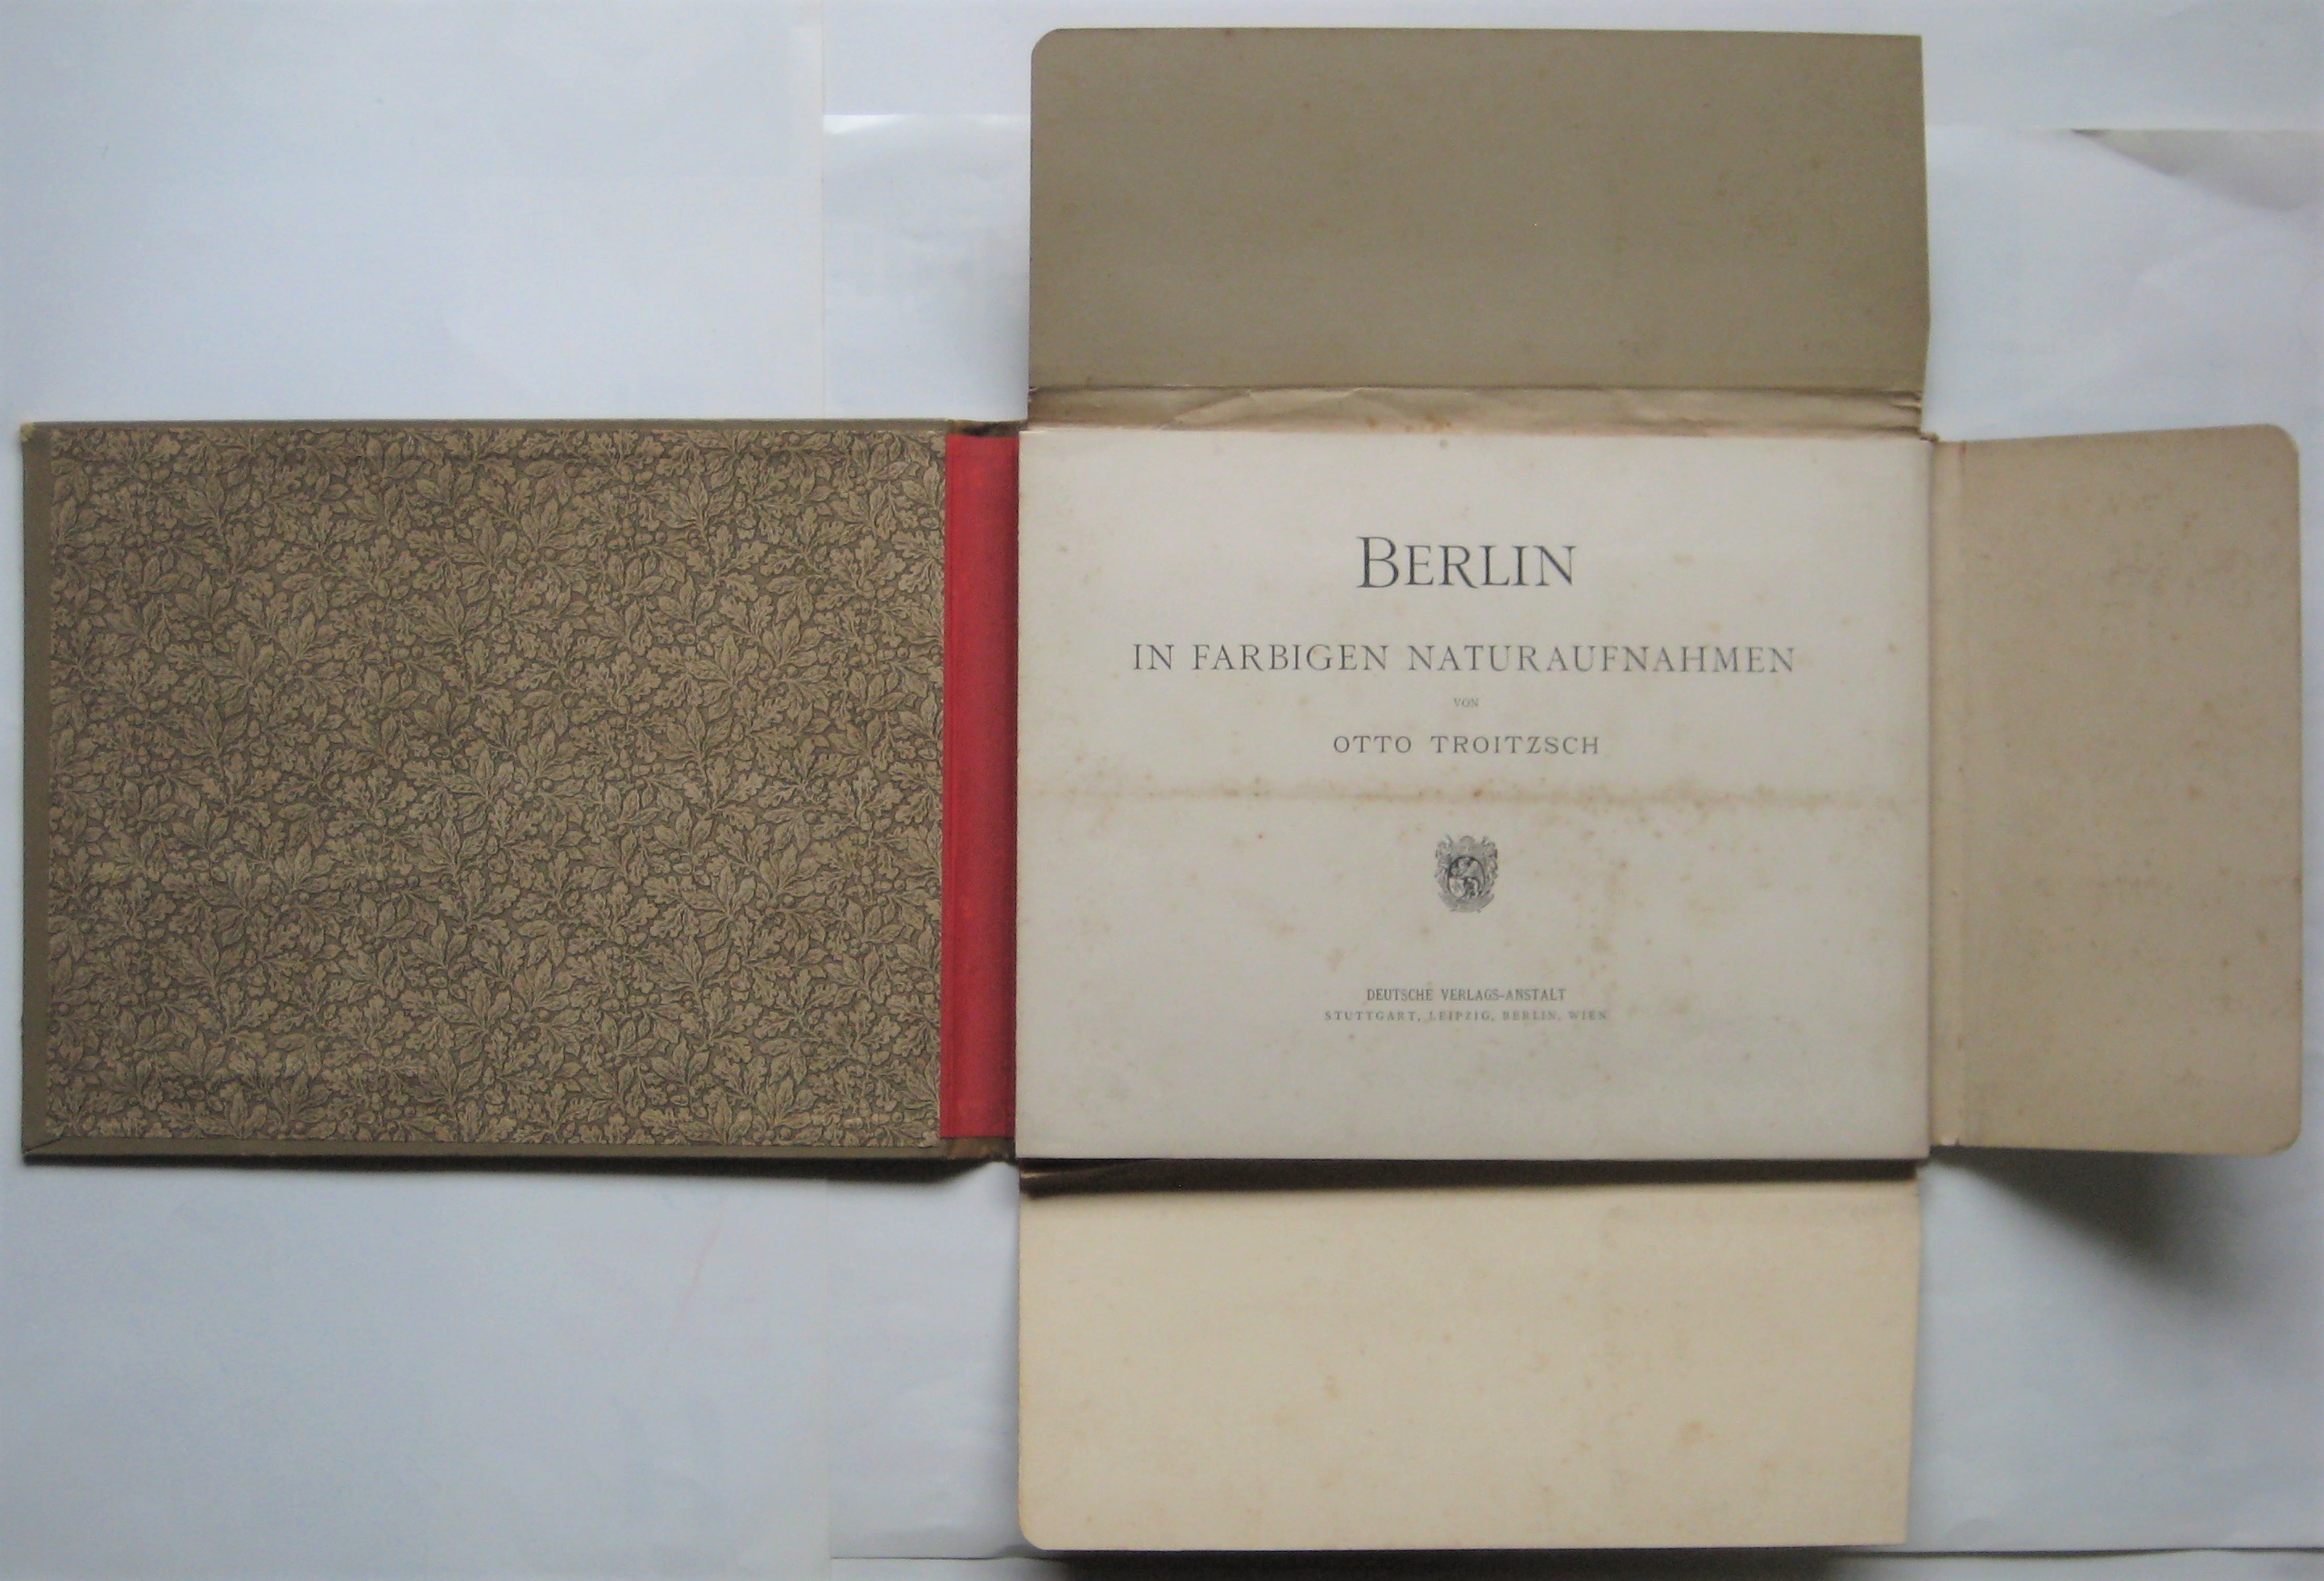 BERLIN
IN FARBIGEN NATURAUFNAHMEN
VON
OTTO TROITZSCH
DEUTSCHE VERLAGS-ANSTALT
STUTTGART, LEIPZIG, BERLIN, WIEN